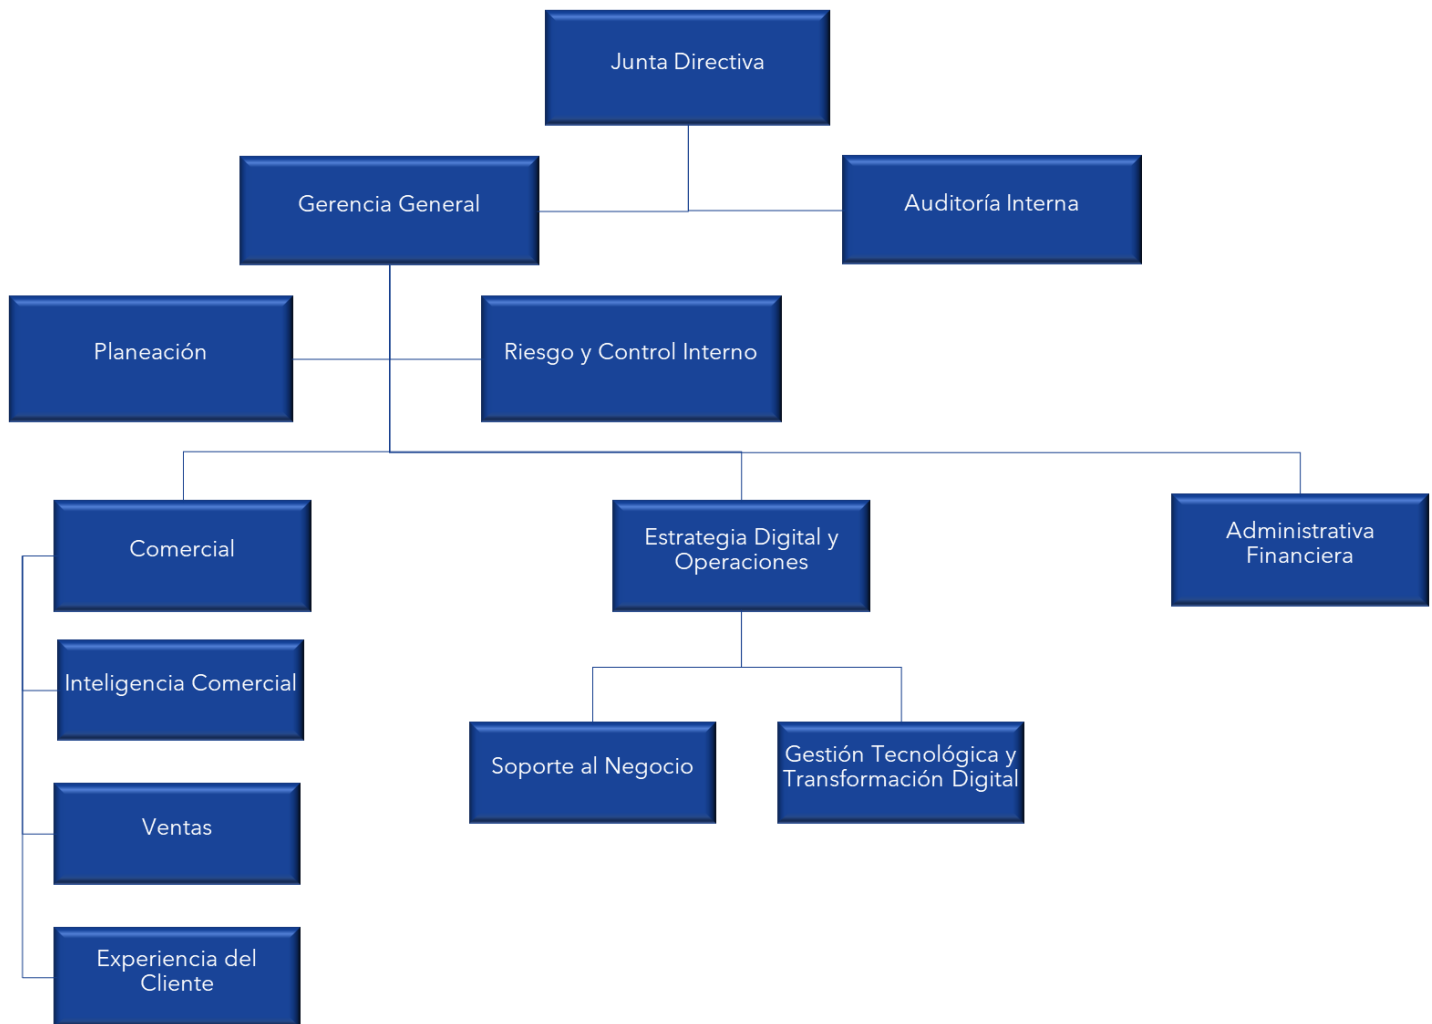 Junta Directiva
Gerencia General
Auditoría Interna
Planeación
Riesgo y Control Interno
Comercial
Estrategia Digital y
Operaciones
Administrativa
Financiera
Inteligencia Comercial
Soporte al Negocio
Gestión Tecnológica y
Transformación Digital
Ventas
Experiencia del
Cliente